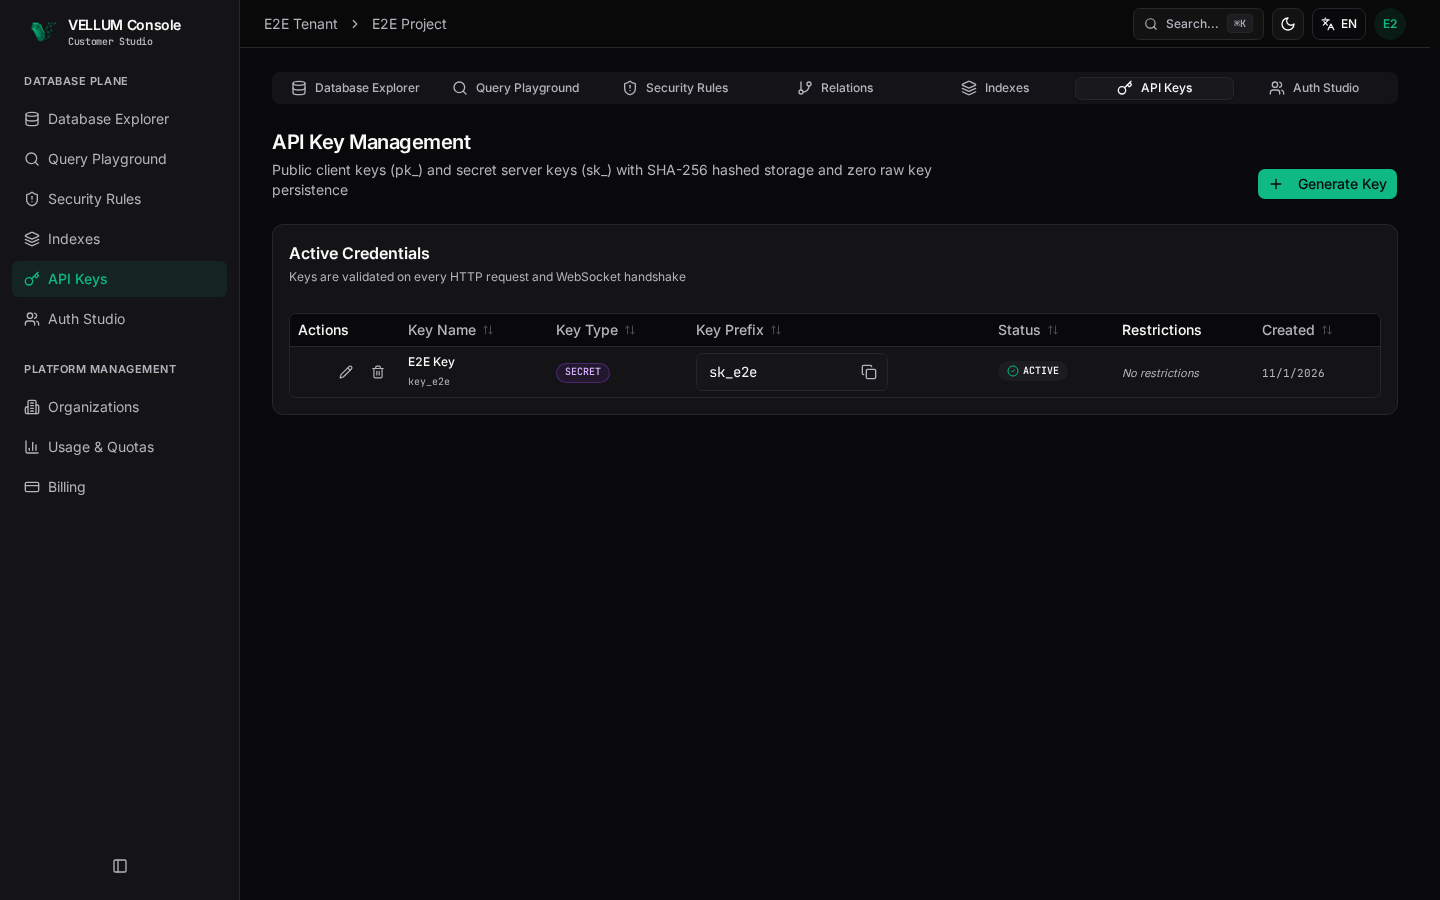 VELLUM Console
Customer Studio
DATABASE PLANE
Database Explorer
Query Playground
Security Rules
Indexes
API Keys
Auth Studio
PLATFORM MANAGEMENT
Organizations
Usage & Quotas
Billing
E2E Tenant > E2E Project
Search... ⌘K
EN
E2
Database Explorer Query Playground Security Rules Relations Indexes API Keys Auth Studio
API Key Management
Public client keys (pk_) and secret server keys (sk_) with SHA-256 hashed storage and zero raw key
persistence
Generate Key
Active Credentials
Keys are validated on every HTTP request and WebSocket handshake
Actions Key Name Key Type Key Prefix Status Restrictions Created
E2E Key
key_e2e
SECRET
sk_e2e
ACTIVE
No restrictions
11/1/2026